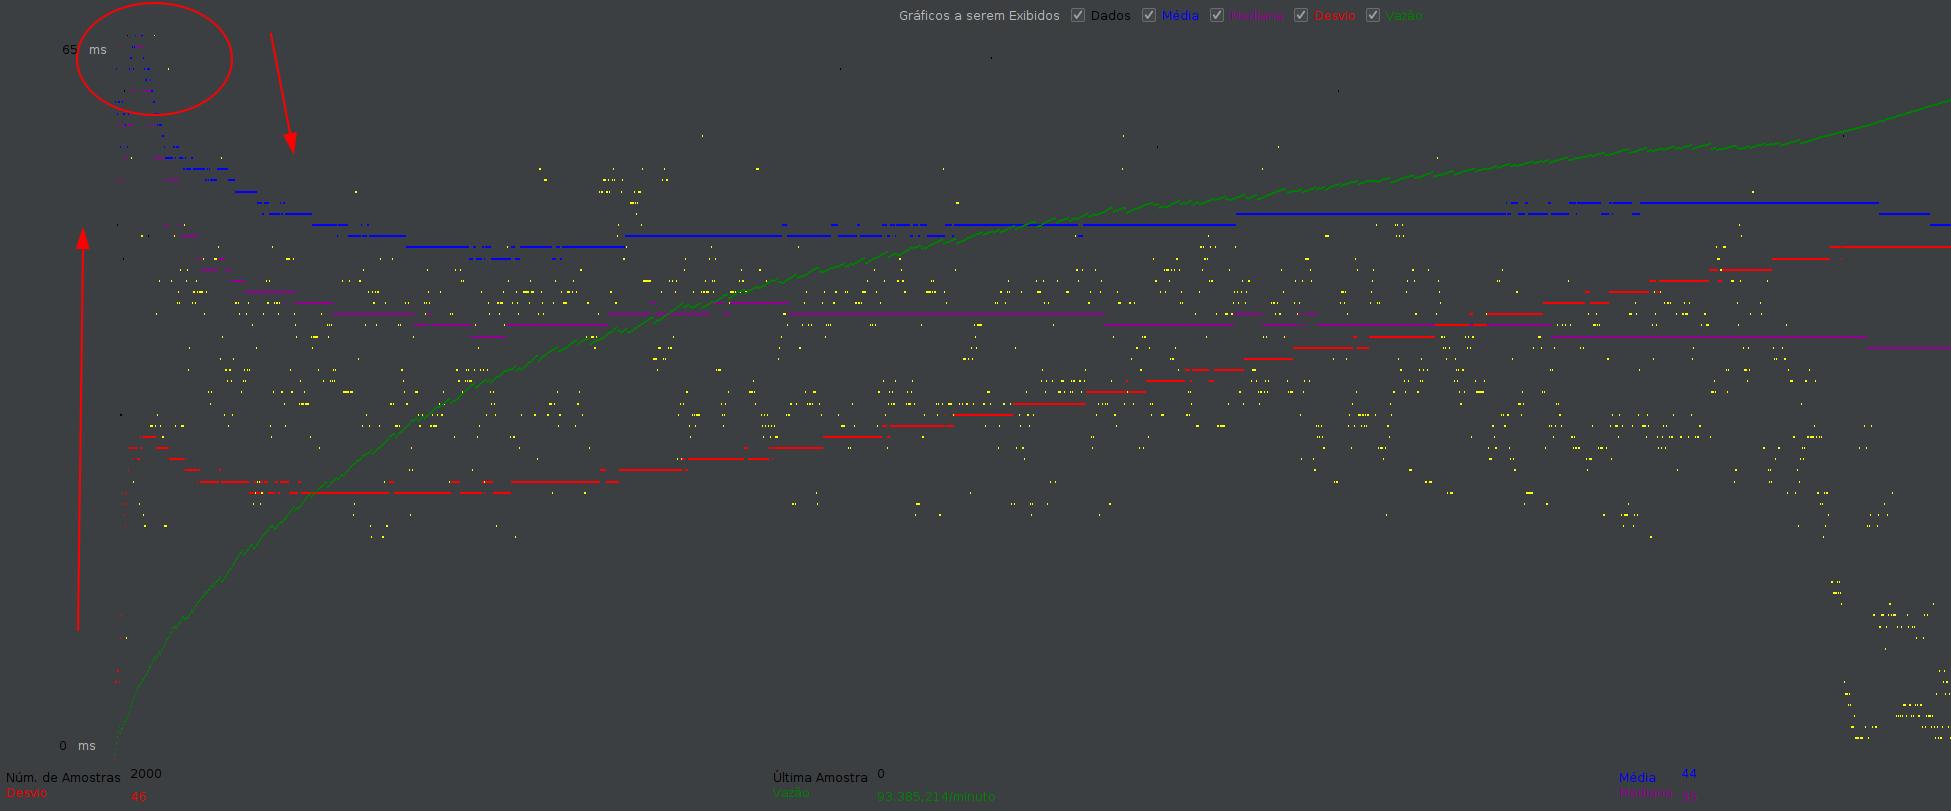 Gráficos a serem Exibidos Dados Média Mediana Desvio Vazão
65 ms
0 ms
Núm. de Amostras 2000 Última Amostra 0 Média 44
Desvio 46 Vazão 93.385,214/minuto Mediana 35